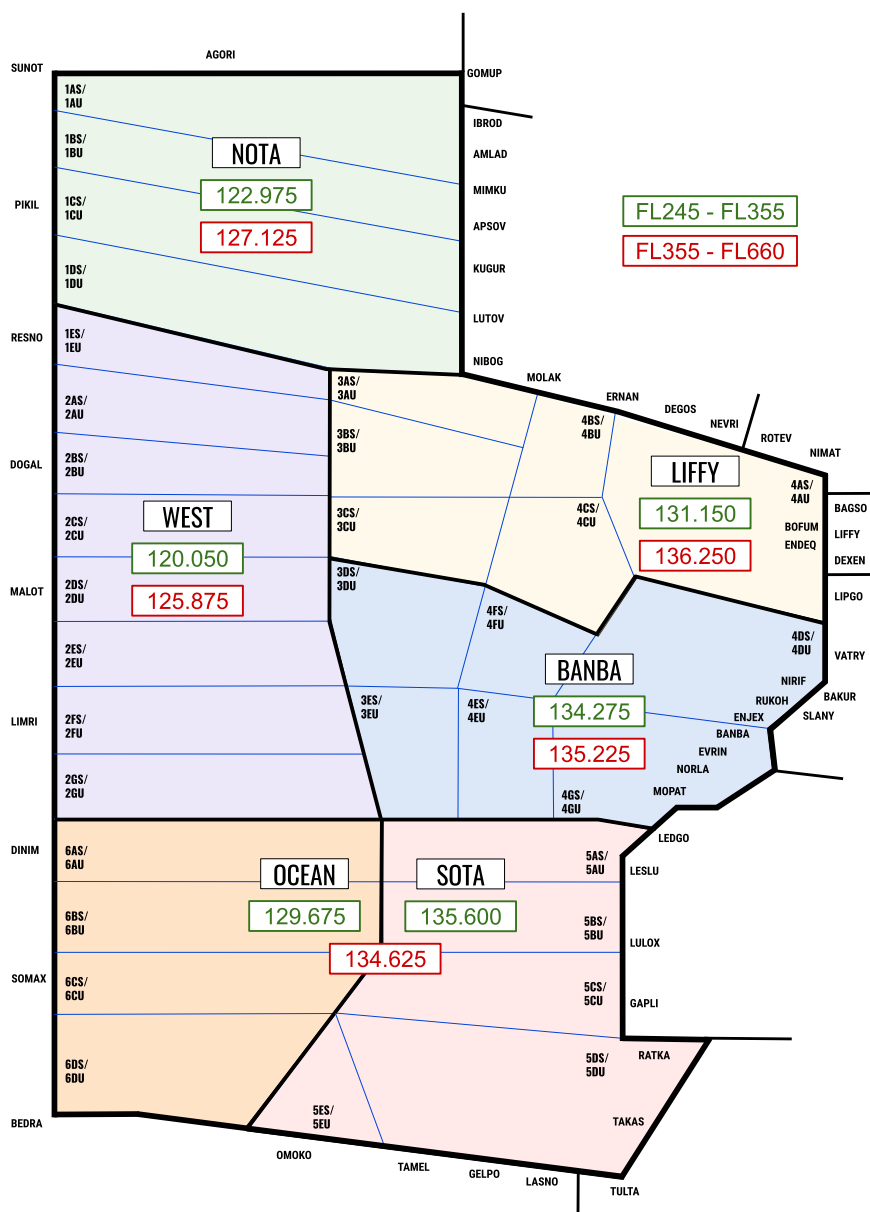 AGORI
SUNOT
GOMUP
1AS/
1AU
IBROD
1BS/
1BU
NOTA
AMLAD
122.975
MIMKU
PIKIL
1CS/
1CU
127.125
APSOV
FL245 - FL355
FL355 - FL660
1DS/
1DU
KUGUR
LUTOV
RESNO
1ES/
1EU
NIBOG
MOLAK
3AS/
3AU
ERNAN
DEGOS
2AS/
2AU
NEVRI
ROTEV
3BS/
3BU
4BS/
4BU
NIMAT
DOGAL
2BS/
2BU
LIFFY
131.150
136.250
4AS/
4AU
BAGSO
WEST
120.050
125.875
2CS/
2CU
3CS/
3CU
4CS/
4CU
BOFUM
LIFFY
ENDEQ
DEXEN
MALOT
2DS/
2DU
3DS/
3DU
LIPGO
4FS/
4FU
2ES/
2EU
4DS/
4DU
VATRY
BANBA
134.275
135.225
NIRIF
BAKUR
RUKOH
SLANY
LIMRI
2FS/
2FU
3ES/
3EU
4ES/
4EU
ENJEX
BANBA
EVRIN
NORLA
2GS/
2GU
MOPAT
4GS/
4GU
LEDGO
DINIM
6AS/
6AU
OCEAN
129.675
SOTA
135.600
5AS/
5AU
LESLU
6BS/
6BU
5BS/
5BU
LULOX
134.625
SOMAX
6CS/
6CU
5CS/
5CU
GAPLI
6DS/
6DU
5DS/
5DU
RATKA
BEDRA
5ES/
5EU
TAKAS
OMOKO
TAMEL
GELPO
LASNO
TULTA